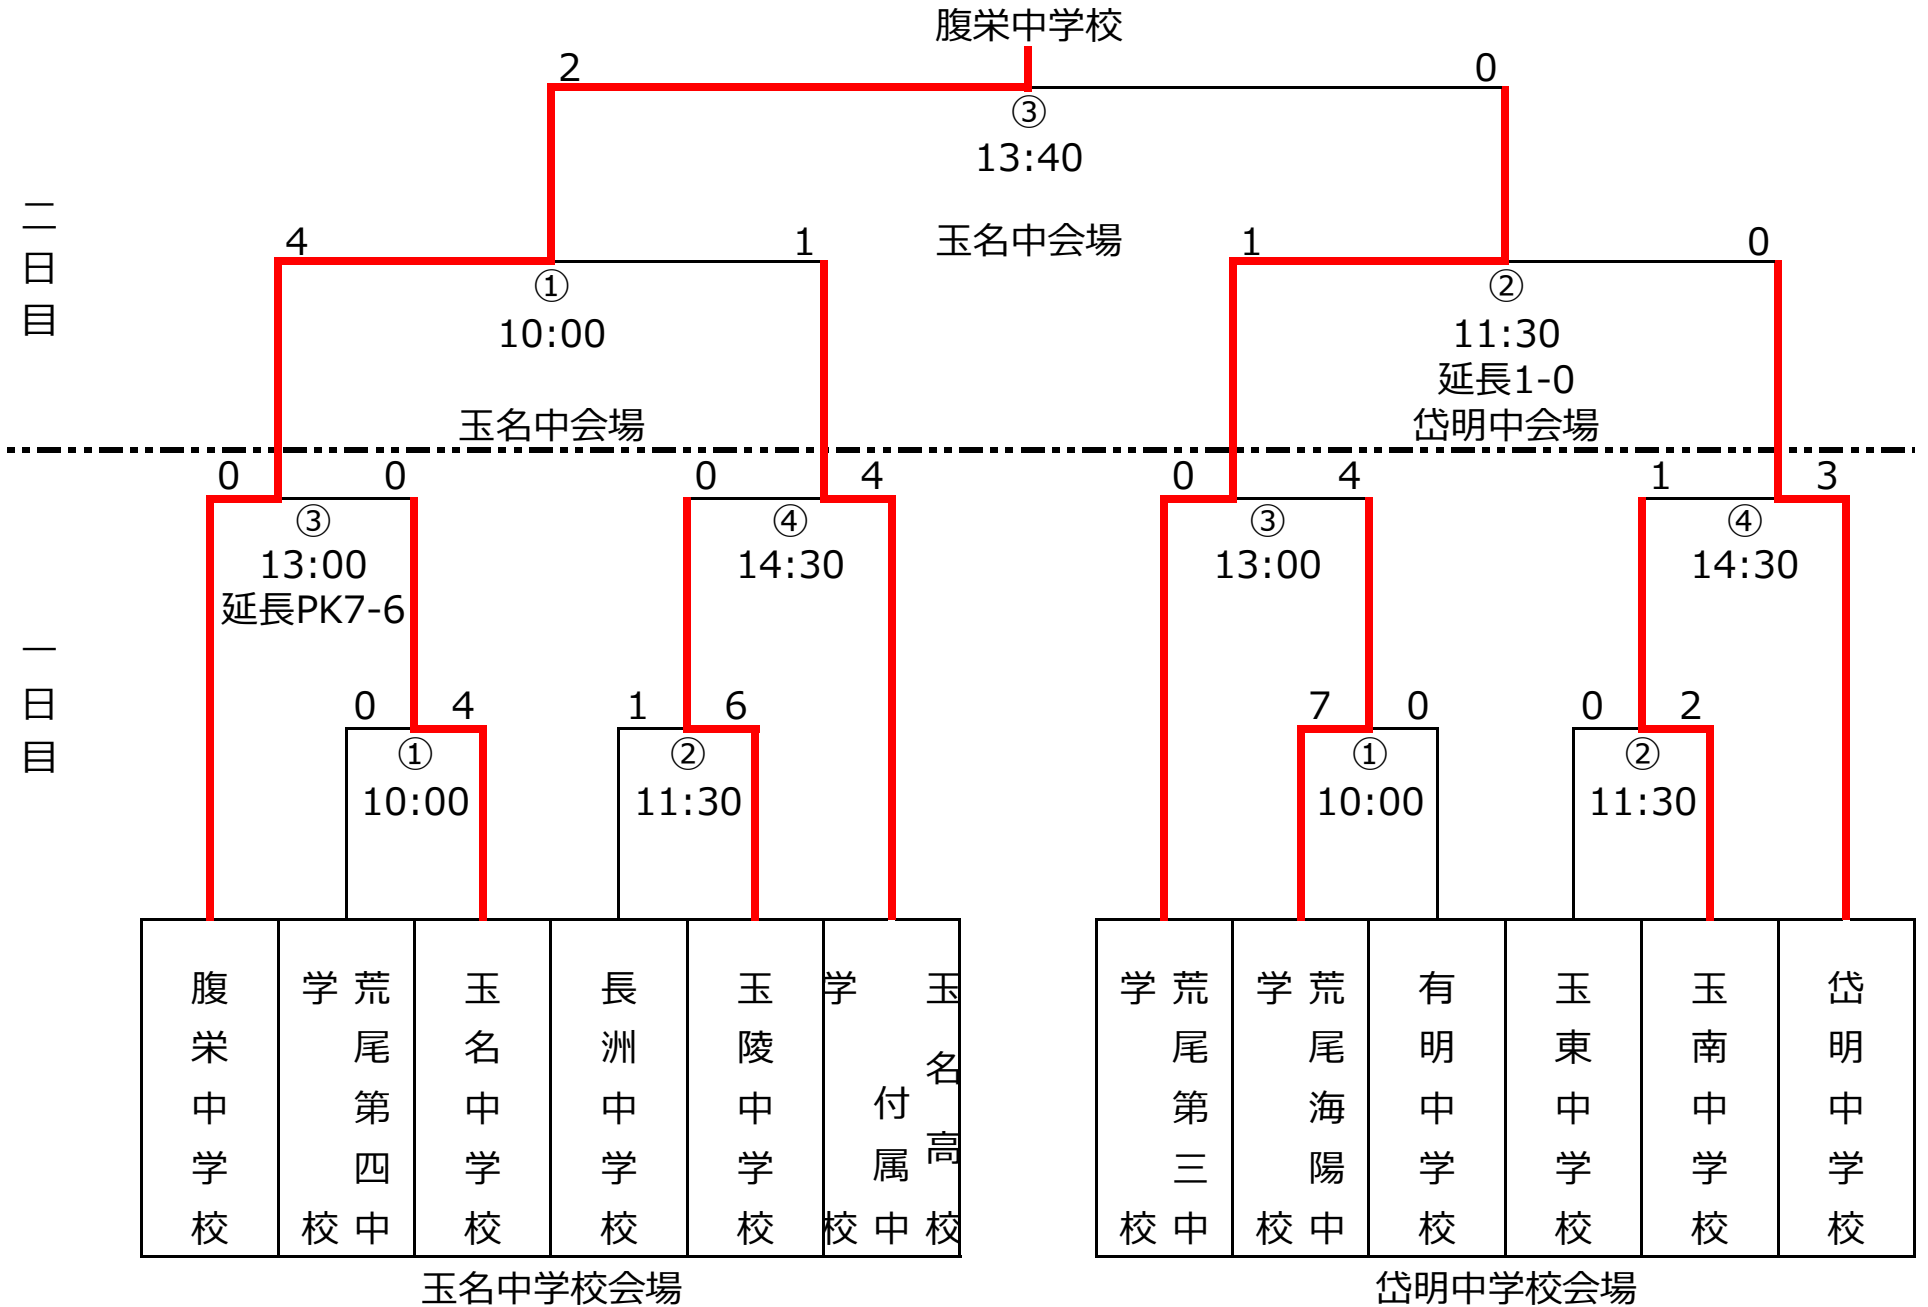 腹栄中学校
2
0
③
13:40
二日目
4
1
玉名中会場
1
0
①
10:00
②
11:30
延長1-0
玉名中会場
岱明中会場
0
0
0
4
0
4
1
3
③
13:00
延長PK7-6
④
14:30
③
13:00
④
14:30
一日目
0
4
1
6
7
0
0
2
①
10:00
②
11:30
①
10:00
②
11:30
腹栄中学校
荒尾第四中学校
玉名中学校
長洲中学校
玉陵中学校
玉名高校付属中学校
荒尾第三中学校
荒尾海陽中学校
有明中学校
玉東中学校
玉南中学校
岱明中学校
玉名中学校会場
岱明中学校会場